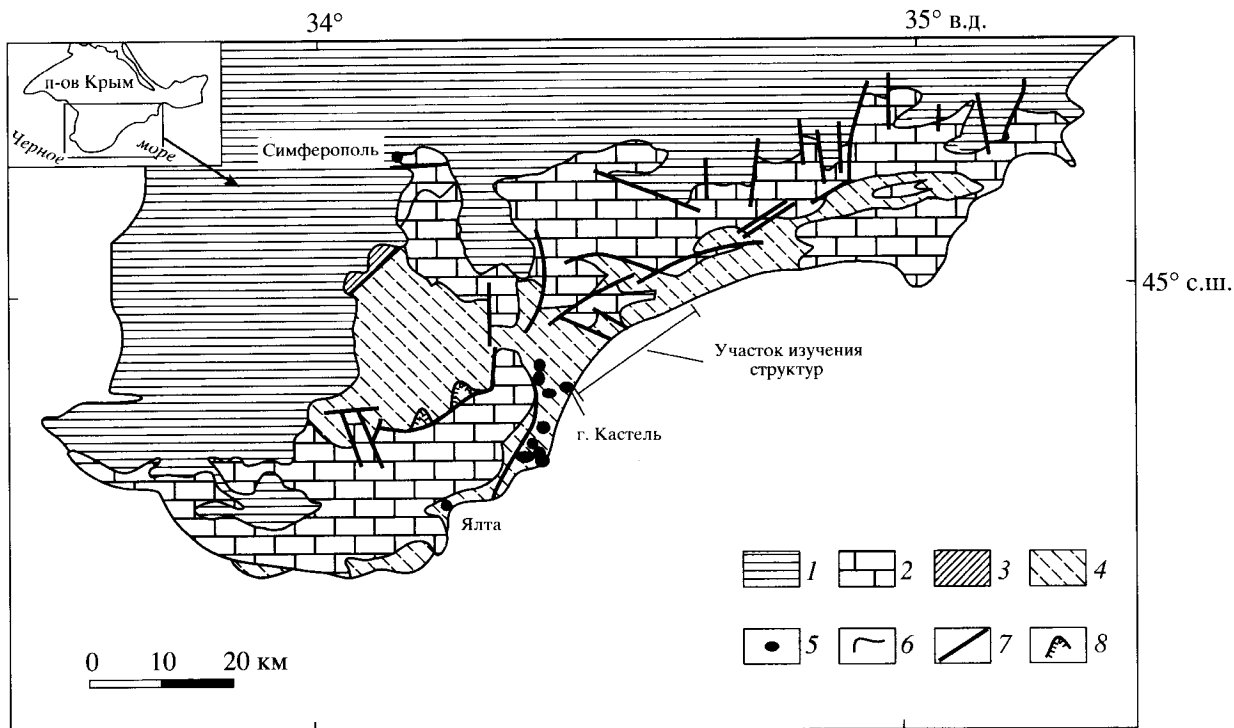 34°
35° в.д.
п-ов Крым
Черное
море
Симферополь
45° с.ш.
Участок изучения
структур
г. Кастель
Ялта
1
2
3
4
5
6
7
8
0 10 20 км